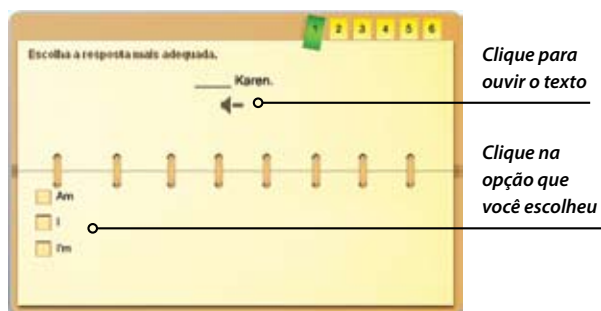 1 2 3 4 5 6
Escolha a resposta mais adequada.
____ Karen.
Clique para
ouvir o texto
Clique na
opção que
você escolheu
Am
I
I'm